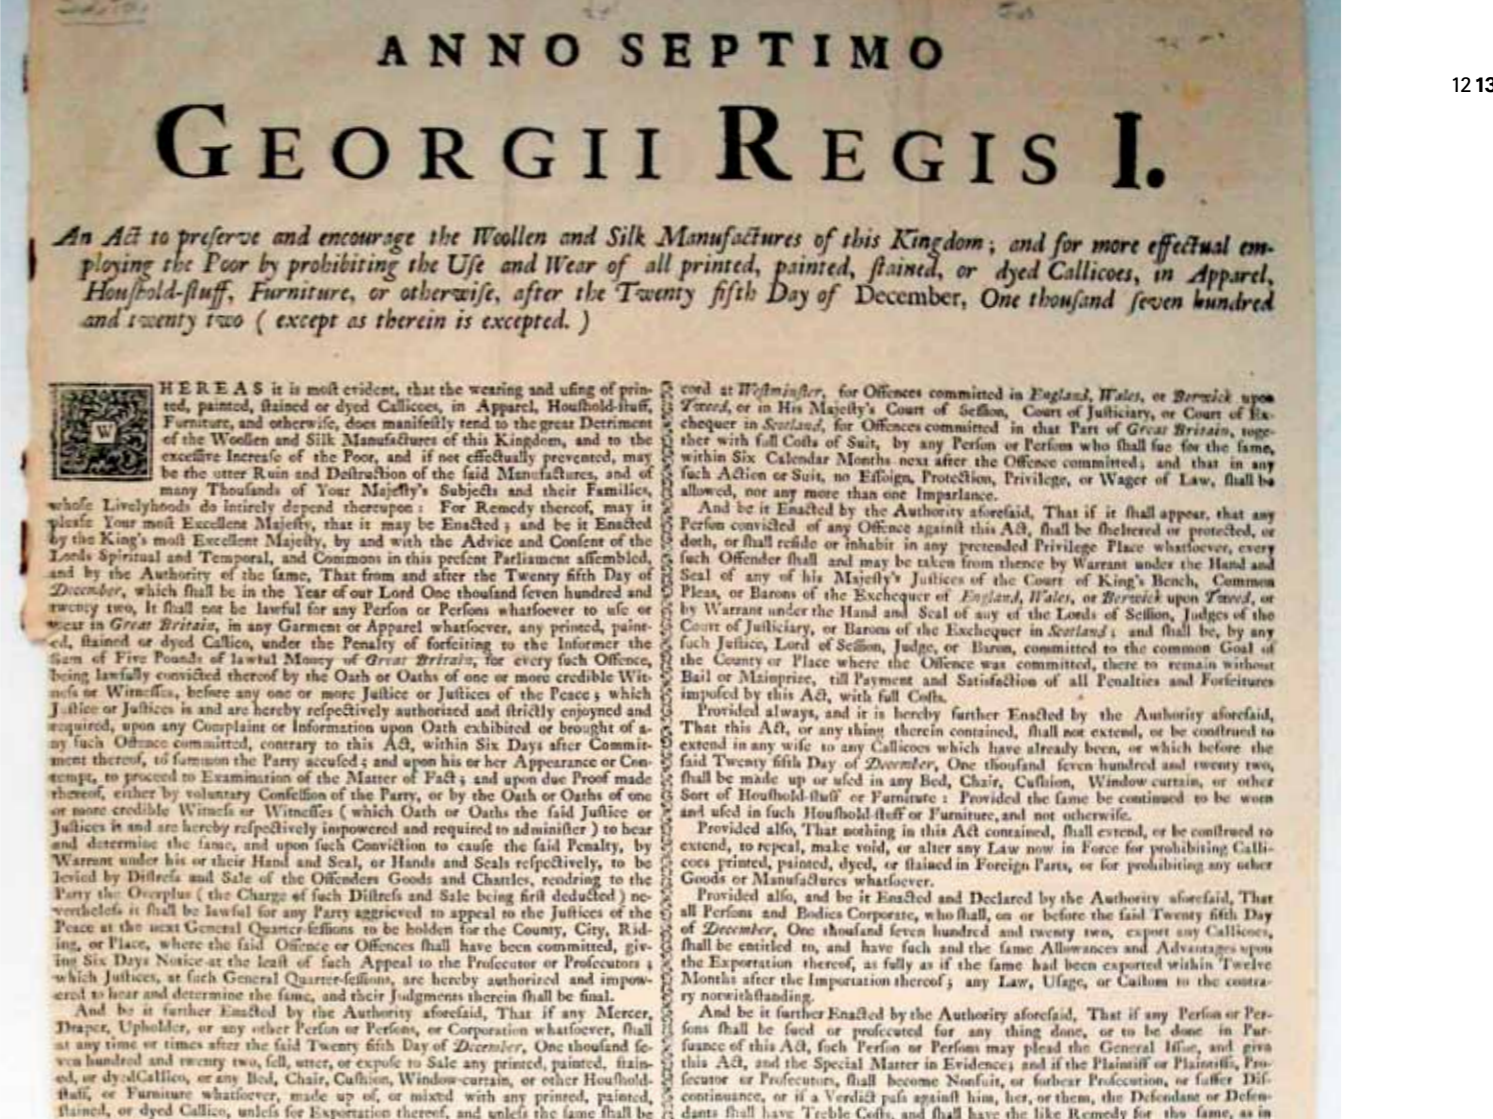 ANNO SEPTIMO
GEORGII REGIS I.
An Act to preſerve and encourage the Woollen and Silk Manufactures of this Kingdom; and for more effectual em-
ploying the Poor by prohibiting the Uſe and Wear of all printed, painted, ſtained, or dyed Callicoes, in Apparel,
Houſhold-ſtuff, Furniture, or otherwiſe, after the Twenty fifth Day of December, One thouſand ſeven hundred
and twenty two ( except as therein is excepted. )
WHEREAS it is moſt evident, that the wearing and uſing of prin-
ted, painted, ſtained or dyed Callicoes, in Apparel, Houſhold-ſtuff,
Furniture, and otherwiſe, does manifeſtly tend to the great Detriment
of the Woollen and Silk Manufactures of this Kingdom, and to the
exceſſive Increaſe of the Poor, and if not effectually prevented, may
be the utter Ruin and Deſtruction of the ſaid Manufactures, and of
many Thouſands of Your Majeſty's Subjects and their Families,
whoſe Livelyhoods do intirely depend thereupon: For Remedy thereof, may it
pleaſe Your moſt Excellent Majeſty, that it may be Enacted; and be it Enacted
by the King's moſt Excellent Majeſty, by and with the Advice and Conſent of the
Lords Spiritual and Temporal, and Commons in this preſent Parliament aſſembled,
and by the Authority of the ſame, That from and after the Twenty fifth Day of
December, which ſhall be in the Year of our Lord One thouſand ſeven hundred and
twenty two, It ſhall not be lawful for any Perſon or Perſons whatſoever to uſe or
wear in Great Britain, in any Garment or Apparel whatſoever, any printed, paint-
ed, ſtained or dyed Callico, under the Penalty of forfeiting to the Informer the
Sum of Five Pounds of lawful Money of Great Britain, for every ſuch Offence,
being lawfully convicted thereof by the Oath or Oaths of one or more credible Wit-
neſs or Witneſſes, before any one or more Juſtice or Juſtices of the Peace; which
Juſtice or Juſtices is and are hereby reſpectively authorized and ſtrictly enjoyned and
required, upon any Complaint or Information upon Oath exhibited or brought of a-
ny ſuch Offence committed, contrary to this Act, within Six Days after Commit-
ment thereof, to ſummon the Party accuſed; and upon his or her Appearance or Con-
tempt, to proceed to Examination of the Matter of Fact; and upon due Proof made
thereof, either by voluntary Confeſſion of the Party, or by the Oath or Oaths of one
or more credible Witneſs or Witneſſes ( which Oath or Oaths the ſaid Juſtice or
Juſtices is and are hereby reſpectively impowered and required to adminiſter ) to hear
and determine the ſame, and upon ſuch Conviction to cauſe the ſaid Penalty, by
Warrant under his or their Hand and Seal, or Hands and Seals reſpectively, to be
levied by Diſtreſs and Sale of the Offenders Goods and Chattles, rendring to the
Party the Overplus ( the Charge of ſuch Diſtreſs and Sale being firſt deducted ) ne-
vertheleſs it ſhall be lawful for any Party aggrieved to appeal to the Juſtices of the
Peace at the next General Quarter-ſeſſions to be holden for the County, City, Rid-
ing, or Place, where the ſaid Offence or Offences ſhall have been committed, giv-
ing Six Days Notice at the leaſt of ſuch Appeal to the Proſecutor or Proſecutors;
which Juſtices, at ſuch General Quarter-ſeſſions, are hereby authorized and impow-
ered to hear and determine the ſame, and their Judgments therein ſhall be final.
And be it further Enacted by the Authority aforeſaid, That if any Mercer,
Draper, Upholder, or any other Perſon or Perſons, or Corporation whatſoever, ſhall
at any time or times after the ſaid Twenty fifth Day of December, One thouſand ſe-
ven hundred and twenty two, ſell, utter, or expoſe to Sale any printed, painted, ſtain-
ed, or dyed Callico, or any Bed, Chair, Cuſhion, Window-curtain, or other Houſhold-
ſtuff, or Furniture whatſoever, made up of, or mixed with any printed, painted,
ſtained, or dyed Callico, unleſs for Exportation thereof, and unleſs the ſame ſhall be
cord at Weſtminſter, for Offences committed in England, Wales, or Berwick upon
Tweed, or in His Majeſty's Court of Seſſion, Court of Juſticiary, or Court of Ex-
chequer in Scotland, for Offences committed in that Part of Great Britain, toge-
ther with full Coſts of Suit, by any Perſon or Perſons who ſhall ſue for the ſame,
within Six Calendar Months next after the Offence committed; and that in any
ſuch Action or Suit, no Eſſoign, Protection, Privilege, or Wager of Law, ſhall be
allowed, nor any more than one Imparlance.
And be it Enacted by the Authority aforeſaid, That if it ſhall appear, that any
Perſon convicted of any Offence againſt this Act, ſhall be ſheltered or protected, or
doth, or ſhall reſide or inhabit in any pretended Privilege Place whatſoever, every
ſuch Offender ſhall and may be taken from thence by Warrant under the Hand and
Seal of any of his Majeſty's Juſtices of the Court of King's Bench, Common
Pleas, or Barons of the Exchequer of England, Wales, or Berwick upon Tweed, or
by Warrant under the Hand and Seal of any of the Lords of Seſſion, Judges of the
Court of Juſticiary, or Barons of the Exchequer in Scotland; and ſhall be, by any
ſuch Juſtice, Lord of Seſſion, Judge, or Baron, committed to the common Goal of
the County or Place where the Offence was committed, there to remain without
Bail or Mainprize, till Payment and Satisfaction of all Penalties and Forfeitures
impoſed by this Act, with full Coſts.
Provided always, and it is hereby further Enacted by the Authority aforeſaid,
That this Act, or any thing therein contained, ſhall not extend, or be conſtrued to
extend in any wiſe to any Callicoes which have already been, or which before the
ſaid Twenty fifth Day of December, One thouſand ſeven hundred and twenty two,
ſhall be made up or uſed in any Bed, Chair, Cuſhion, Window curtain, or other
Sort of Houſhold-ſtuff or Furniture: Provided the ſame be continued to be worn
and uſed in ſuch Houſhold-ſtuff or Furniture, and not otherwiſe.
Provided alſo, That nothing in this Act contained, ſhall extend, or be conſtrued to
extend, to repeal, make void, or alter any Law now in Force for prohibiting Calli-
coes printed, painted, dyed, or ſtained in Foreign Parts, or for prohibiting any other
Goods or Manufactures whatſoever.
Provided alſo, and be it Enacted and Declared by the Authority aforeſaid, That
all Perſons and Bodies Corporate, who ſhall, on or before the ſaid Twenty fifth Day
of December, One thouſand ſeven hundred and twenty two, export any Callicoes,
ſhall be entitled to, and have ſuch and the ſame Allowances and Advantages upon
the Exportation thereof, as fully as if the ſame had been exported within Twelve
Months after the Importation thereof; any Law, Uſage, or Cuſtom to the contra-
ry notwithſtanding.
And be it further Enacted by the Authority aforeſaid, That if any Perſon or Per-
ſons ſhall be ſued or proſecuted for any thing done, or to be done in Pur-
ſuance of this Act, ſuch Perſon or Perſons may plead the General Iſſue, and give
this Act, and the Special Matter in Evidence; and if the Plaintiff or Plaintiffs, Pro-
ſecutor or Proſecutors, ſhall become Nonſuit, or forbear Proſecution, or ſuffer Diſ-
continuance, or if a Verdict paſs againſt him, her, or them, the Defendant or Defen-
dants ſhall have Treble Coſts, and ſhall have the like Remedy for the ſame, as in
12 13